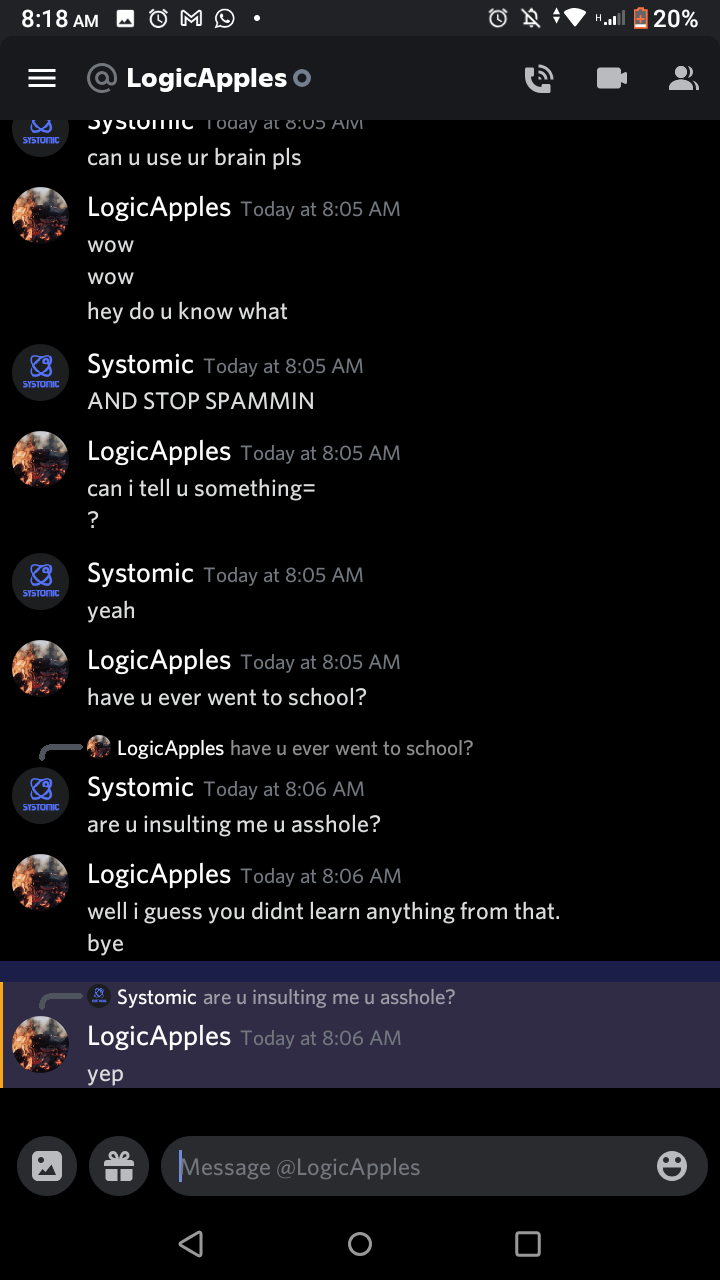 8:18 AM
20%
@ LogicApples
Systomic Today at 8:05 AM
can u use ur brain pls
LogicApples Today at 8:05 AM
wow
wow
hey do u know what
SYSTOMIC
Systomic Today at 8:05 AM
AND STOP SPAMMIN
LogicApples Today at 8:05 AM
can i tell u something=
?
SYSTOMIC
Systomic Today at 8:05 AM
yeah
LogicApples Today at 8:05 AM
have u ever went to school?
LogicApples have u ever went to school?
SYSTOMIC
Systomic Today at 8:06 AM
are u insulting me u asshole?
LogicApples Today at 8:06 AM
well i guess you didnt learn anything from that.
bye
Systomic are u insulting me u asshole?
LogicApples Today at 8:06 AM
yep
Message @LogicApples